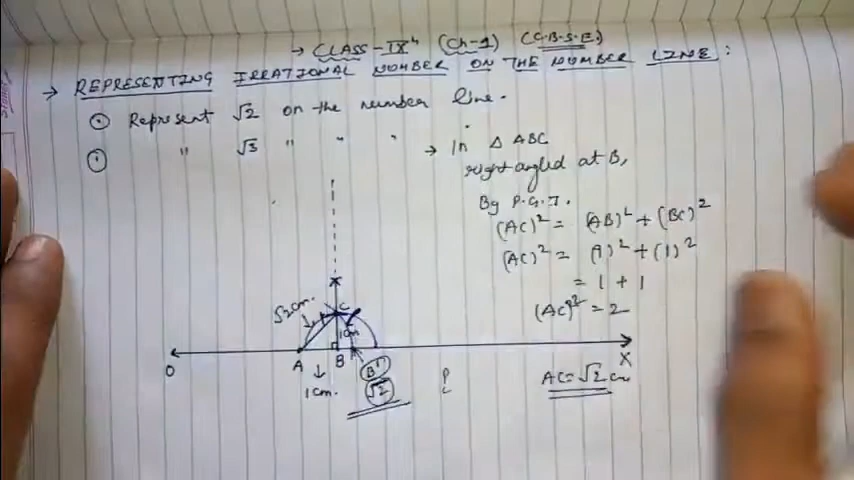 → CLASS-IXth (Ch-1) (C.B.S.E)
→ REPRESENTING IRRATIONAL NUMBER ON THE NUMBER LINE:
Represent √2 on the number line.
" √3 " " "
→ In △ ABC
right angled at B,
By P.G.T.
(AC)² = (AB)² + (BC)²
(AC)² = (1)² + (1)²
= 1 + 1
(AC)² = 2
AC = √2 cm
√2 cm.
C
1cm
O A B B' X
1cm. √2